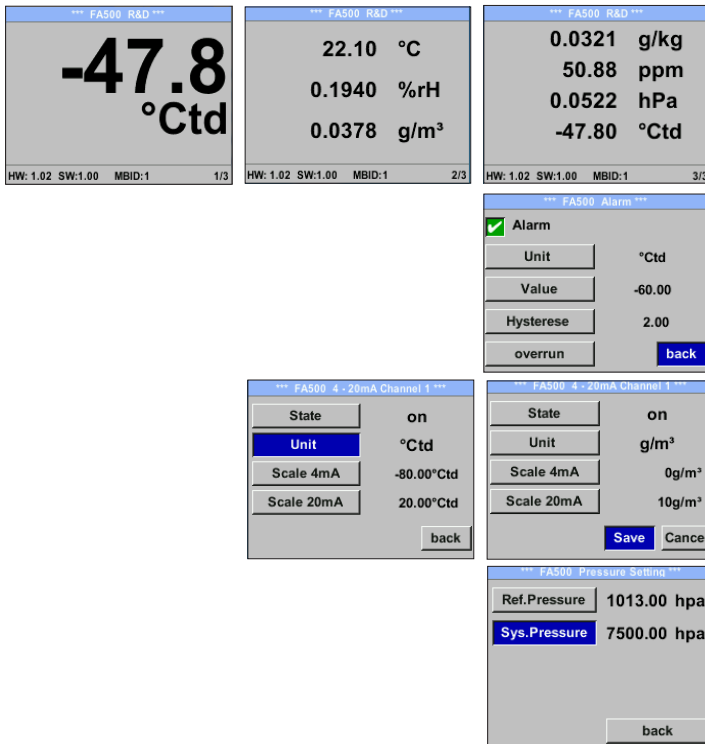 *** FA500 R&D ***
-47.8
°Ctd
HW: 1.02 SW:1.00 MBID:1 1/3
*** FA500 R&D ***
22.10 °C
0.1940 %rH
0.0378 g/m³
HW: 1.02 SW:1.00 MBID:1 2/3
*** FA500 R&D ***
0.0321 g/kg
50.88 ppm
0.0522 hPa
-47.80 °Ctd
HW: 1.02 SW:1.00 MBID:1 3/3
*** FA500 Alarm ***
Alarm
Unit °Ctd
Value -60.00
Hysterese 2.00
overrun back
*** FA500 4 - 20mA Channel 1 ***
State on
Unit °Ctd
Scale 4mA -80.00°Ctd
Scale 20mA 20.00°Ctd
back
*** FA500 4 - 20mA Channel 1 ***
State on
Unit g/m³
Scale 4mA 0g/m³
Scale 20mA 10g/m³
Save Cance
*** FA500 Pressure Setting ***
Ref.Pressure 1013.00 hpa
Sys.Pressure 7500.00 hpa
back